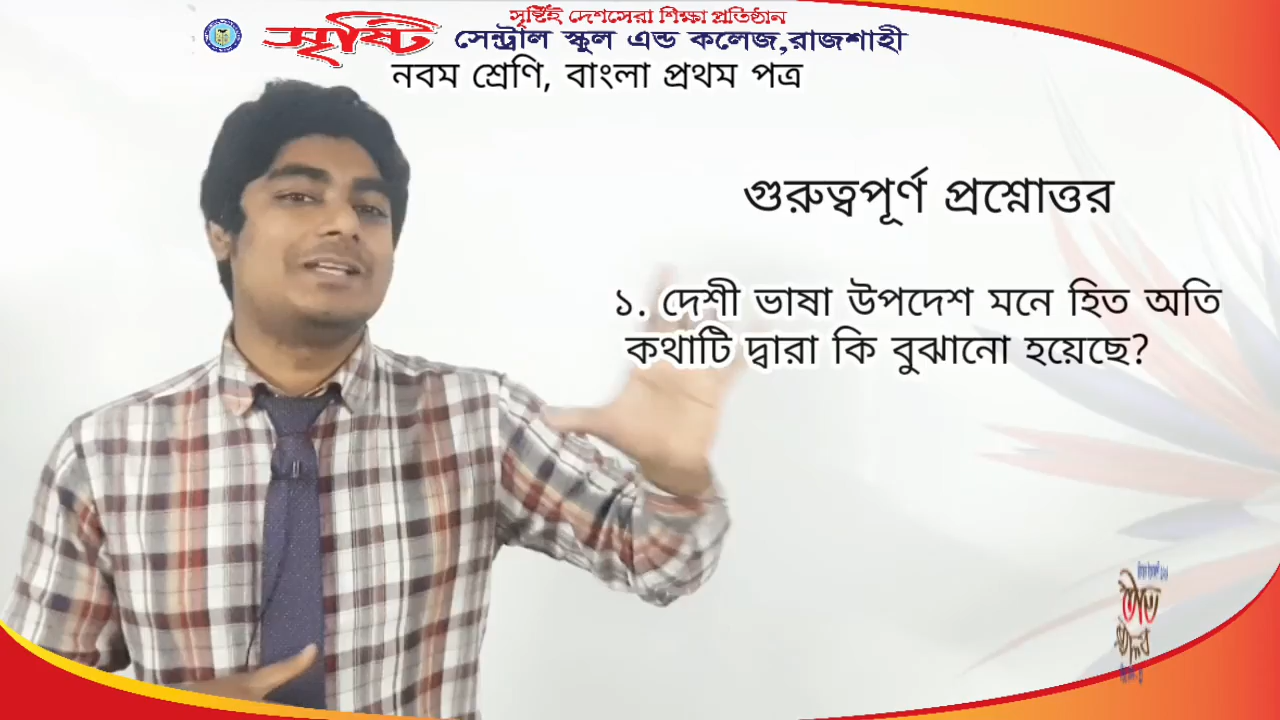 সৃষ্টিই দেশসেরা শিক্ষা প্রতিষ্ঠান
সৃষ্টি সেন্ট্রাল স্কুল এন্ড কলেজ,রাজশাহী
নবম শ্রেণি, বাংলা প্রথম পত্র
গুরুত্বপূর্ণ প্রশ্নোত্তর
১. দেশী ভাষা উপদেশ মনে হিত অতি
কথাটি দ্বারা কি বুঝানো হয়েছে?